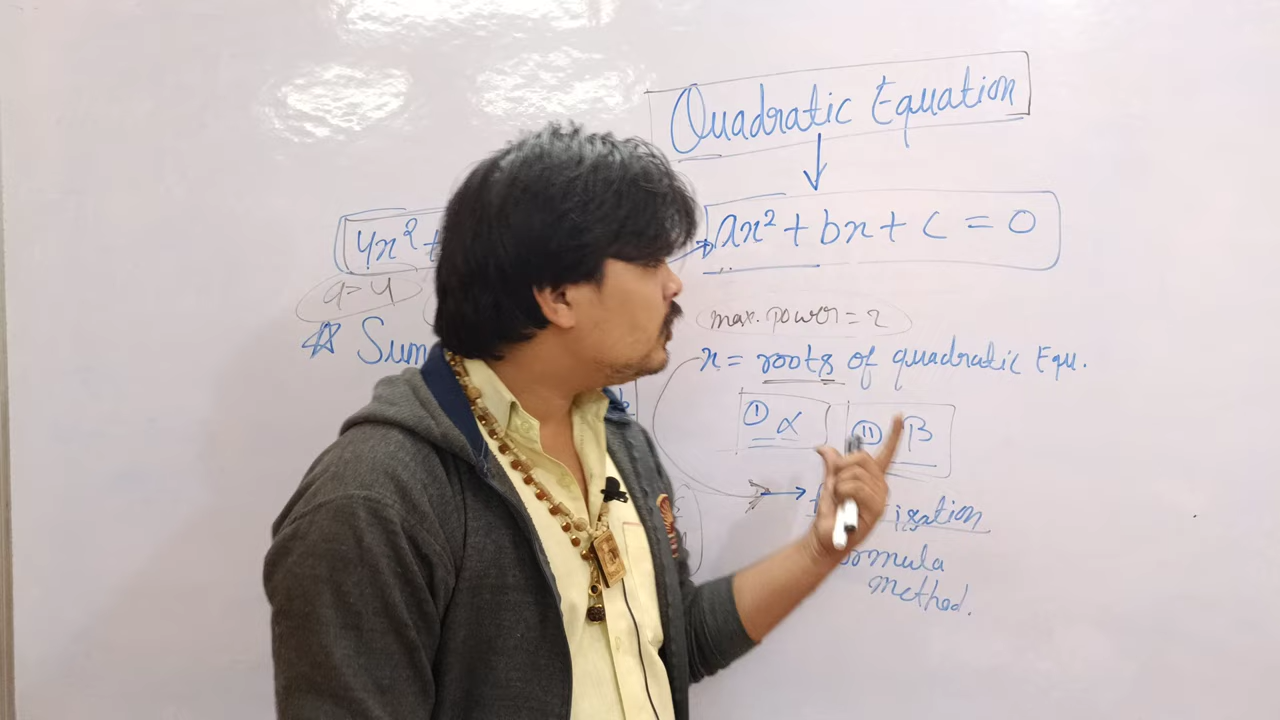 Quadratic Equation
4x² +
ax² + bx + c = 0
a = 4
max. power = 2
☆ Sum
x = roots of quadratic Equ.
① α
⑪ β
b
isation
ormula
method.